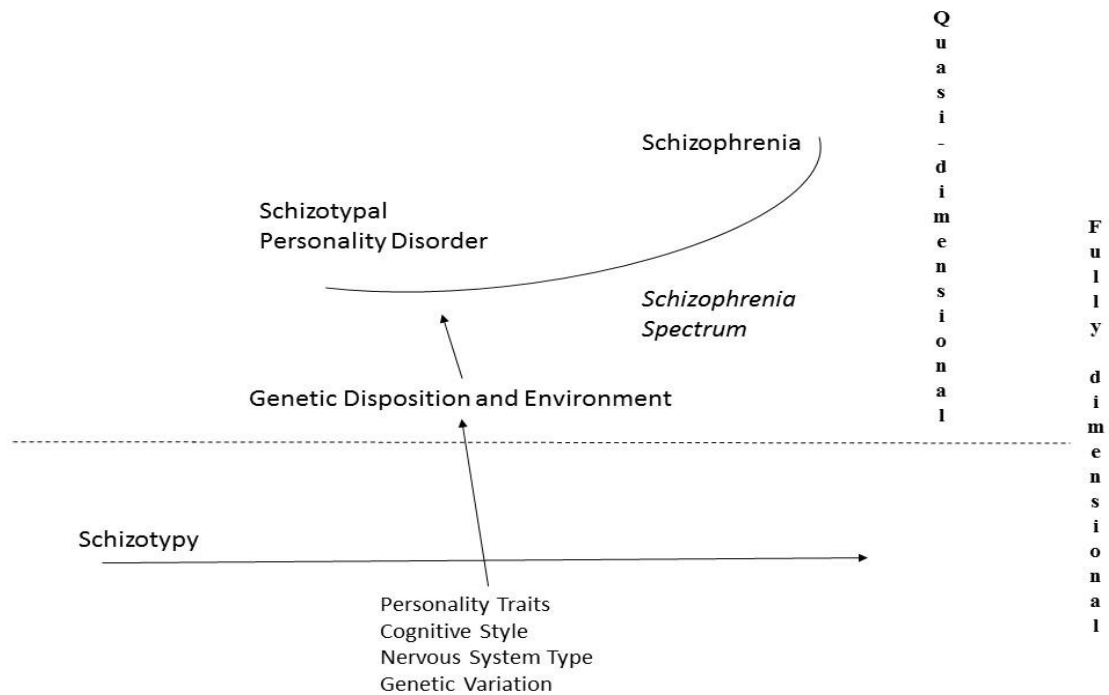 Quasi-dimensional
Schizophrenia
Schizotypal
Personality Disorder
Fully dimensional
Schizophrenia
Spectrum
Genetic Disposition and Environment
Schizotypy
Personality Traits
Cognitive Style
Nervous System Type
Genetic Variation